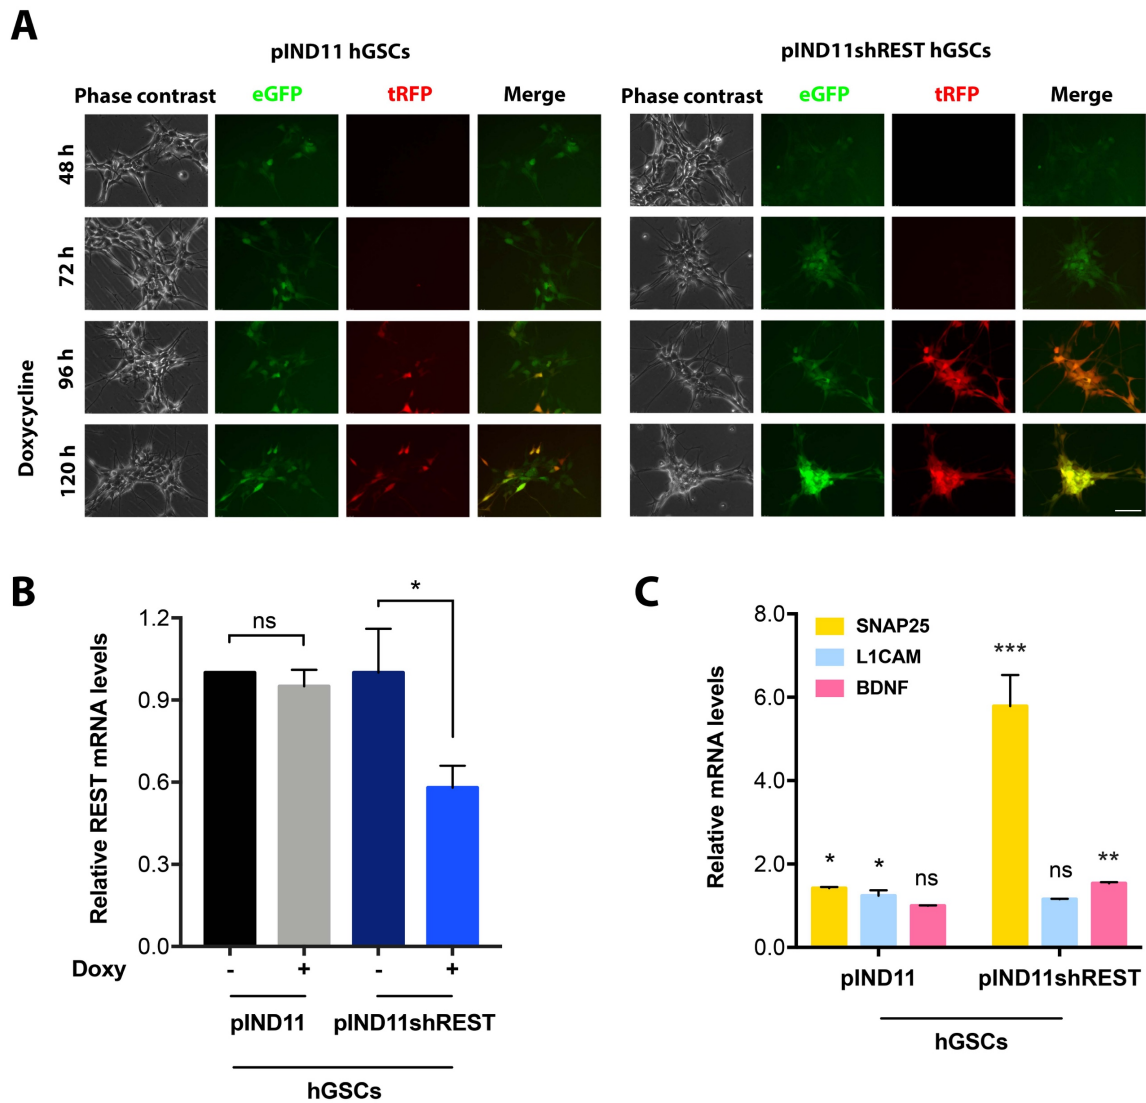 A
pIND11 hGSCs
pIND11shREST hGSCs
Phase contrast eGFP tRFP Merge
Phase contrast eGFP tRFP Merge
48 h
72 h
96 h
120 h
Doxycycline
B
Relative REST mRNA levels
1.2
0.9
0.6
0.3
0.0
ns
*
Doxy - + - +
pIND11 pIND11shREST
hGSCs
C
Relative mRNA levels
8.0
6.0
4.0
2.0
0.0
SNAP25
L1CAM
BDNF
* * ns
*** ns **
pIND11 pIND11shREST
hGSCs